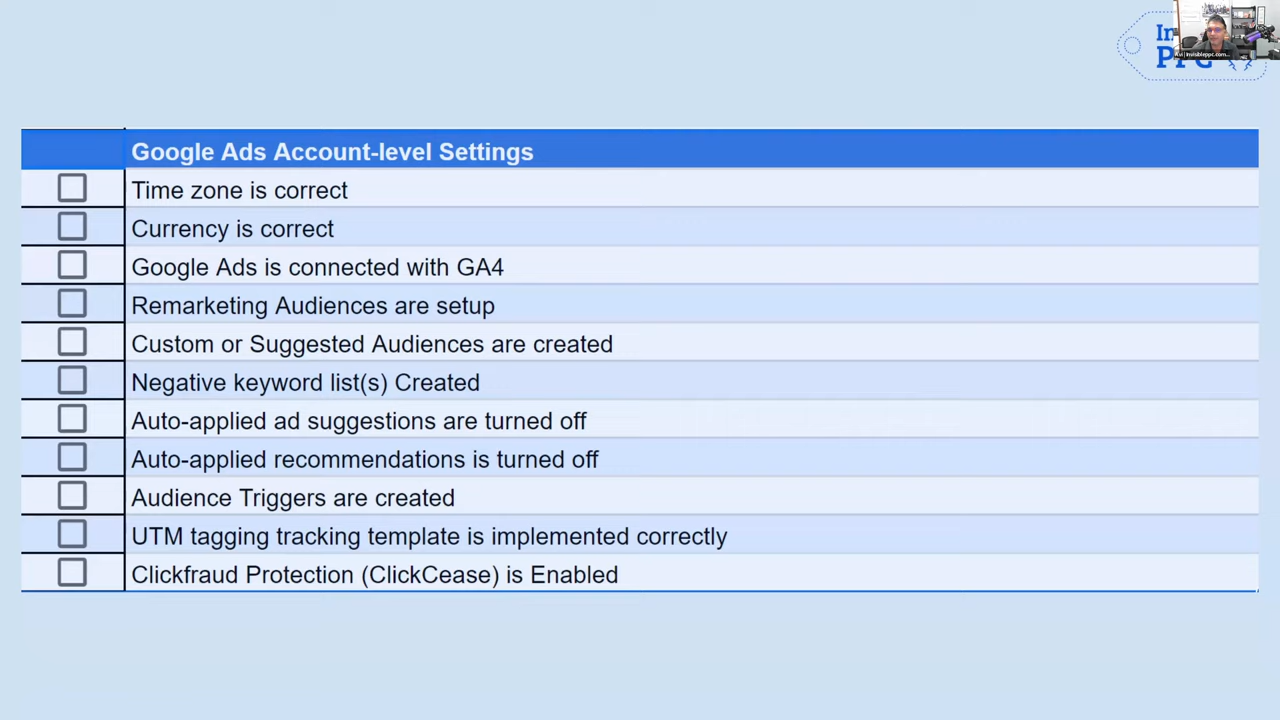 Google Ads Account-level Settings
Time zone is correct
Currency is correct
Google Ads is connected with GA4
Remarketing Audiences are setup
Custom or Suggested Audiences are created
Negative keyword list(s) Created
Auto-applied ad suggestions are turned off
Auto-applied recommendations is turned off
Audience Triggers are created
UTM tagging tracking template is implemented correctly
Clickfraud Protection (ClickCease) is Enabled